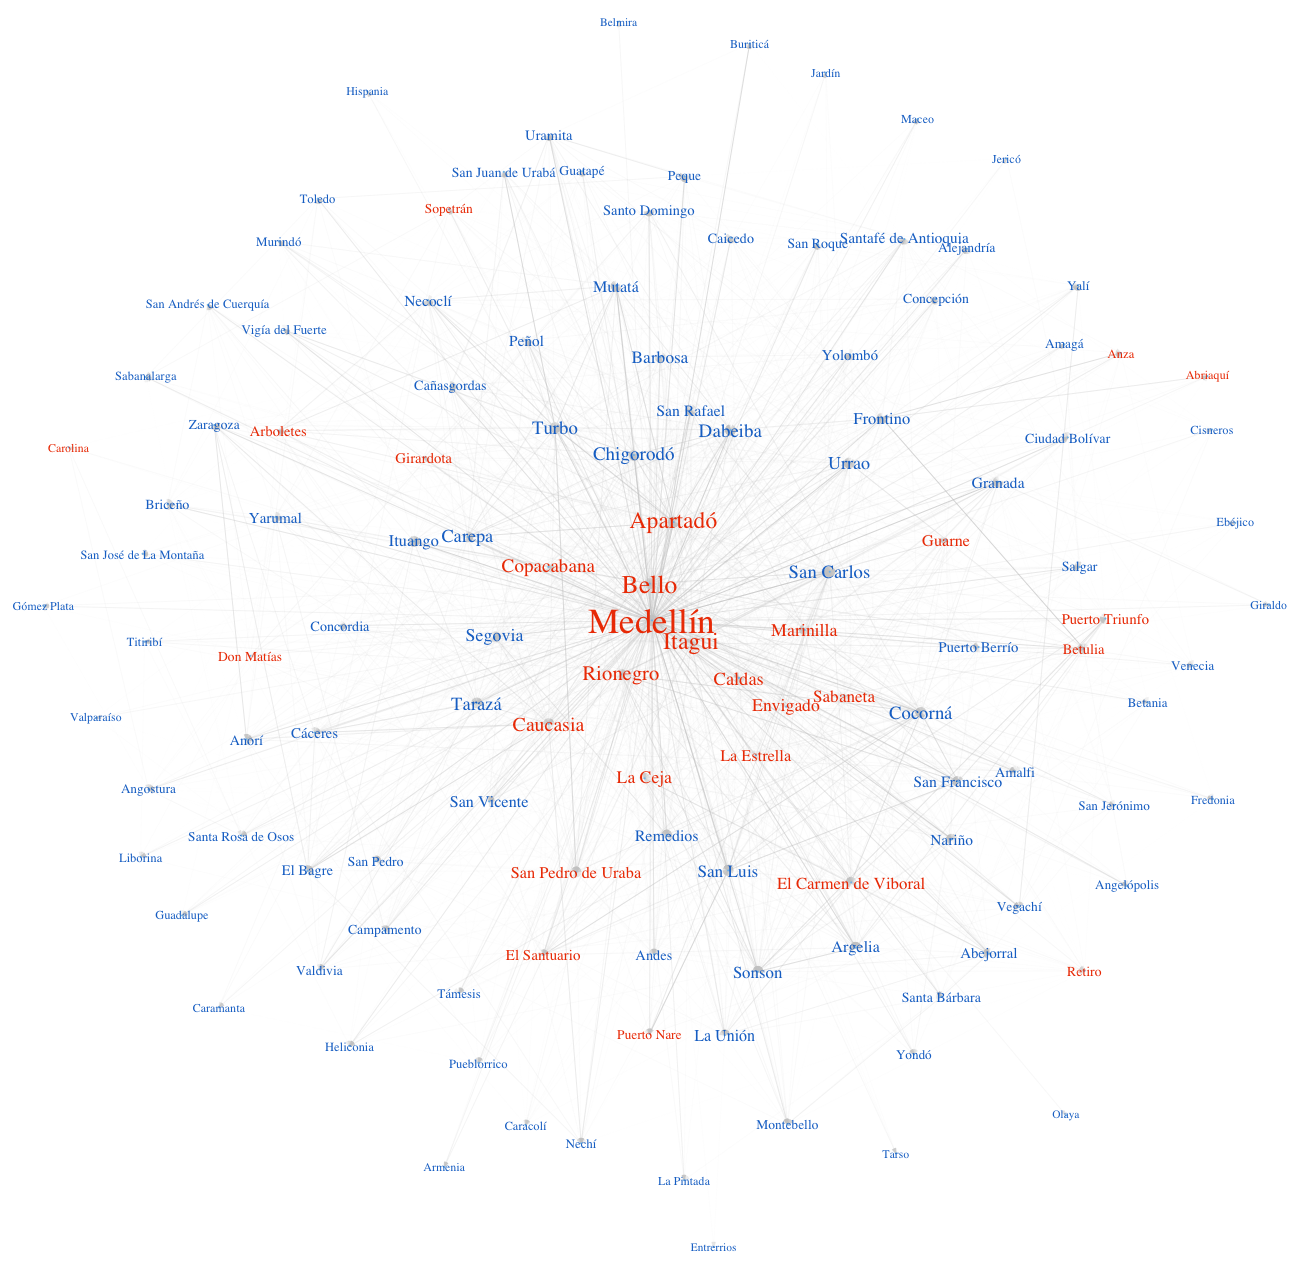 Belmira
Buriticá
Jardín
Hispania
Maceo
Uramita
Jericó
San Juan de Urabá
Guatapé
Peque
Toledo
Sopetrán
Santo Domingo
Murindó
Caicedo
San Roque
Santafé de Antioquia
Alejandría
Mutatá
Yalí
Necoclí
Concepción
San Andrés de Cuerquía
Vigía del Fuerte
Peñol
Amagá
Barbosa
Yolombó
Anza
Sabanalarga
Abriaquí
Cañasgordas
San Rafael
Frontino
Zaragoza
Arboletes
Turbo
Dabeiba
Cisneros
Ciudad Bolívar
Carolina
Girardota
Chigorodó
Urrao
Granada
Briceño
Yarumal
Apartadó
Ebéjico
Ituango
Carepa
Guarne
San José de La Montaña
Copacabana
San Carlos
Salgar
Bello
Gómez Plata
Giraldo
Medellín
Puerto Triunfo
Concordia
Marinilla
Titiribí
Segovia
Itagui
Puerto Berrío
Betulia
Don Matías
Venecia
Rionegro
Caldas
Sabaneta
Tarazá
Envigado
Betania
Valparaíso
Cocorná
Caucasia
Cáceres
Anorí
La Estrella
La Ceja
Amalfi
San Francisco
Angostura
San Vicente
Fredonia
San Jerónimo
Santa Rosa de Osos
Remedios
Nariño
Liborina
San Pedro
El Bagre
San Pedro de Uraba
San Luis
El Carmen de Viboral
Angelópolis
Vegachí
Guadalupe
Campamento
Argelia
El Santuario
Andes
Abejorral
Valdivia
Sonson
Retiro
Támesis
Santa Bárbara
Caramanta
Puerto Nare
La Unión
Heliconia
Yondó
Pueblorrico
Olaya
Caracolí
Montebello
Nechí
Tarso
Armenia
La Pintada
Entrerrios